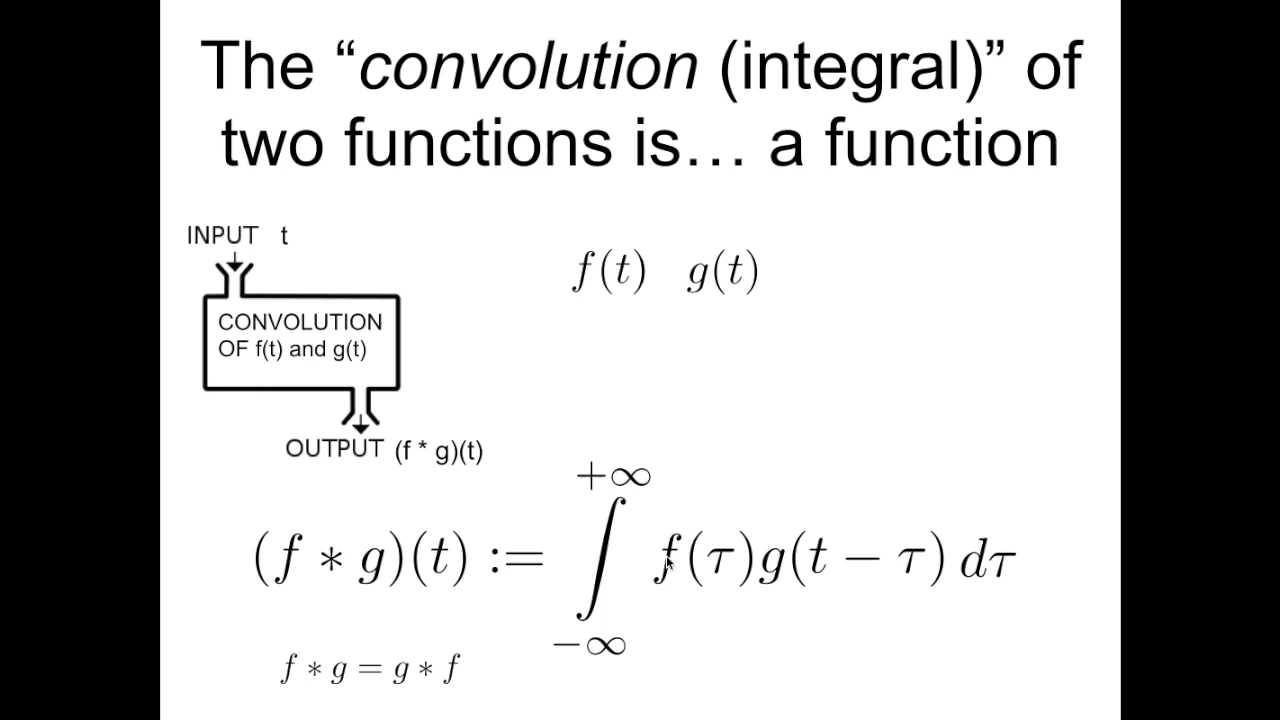 The “convolution (integral)” of
two functions is… a function
INPUT t
f(t) g(t)
CONVOLUTION
OF f(t) and g(t)
OUTPUT (f * g)(t)
+∞
(f ∗ g)(t) := ∫ f(τ)g(t − τ) dτ
−∞
f ∗ g = g ∗ f